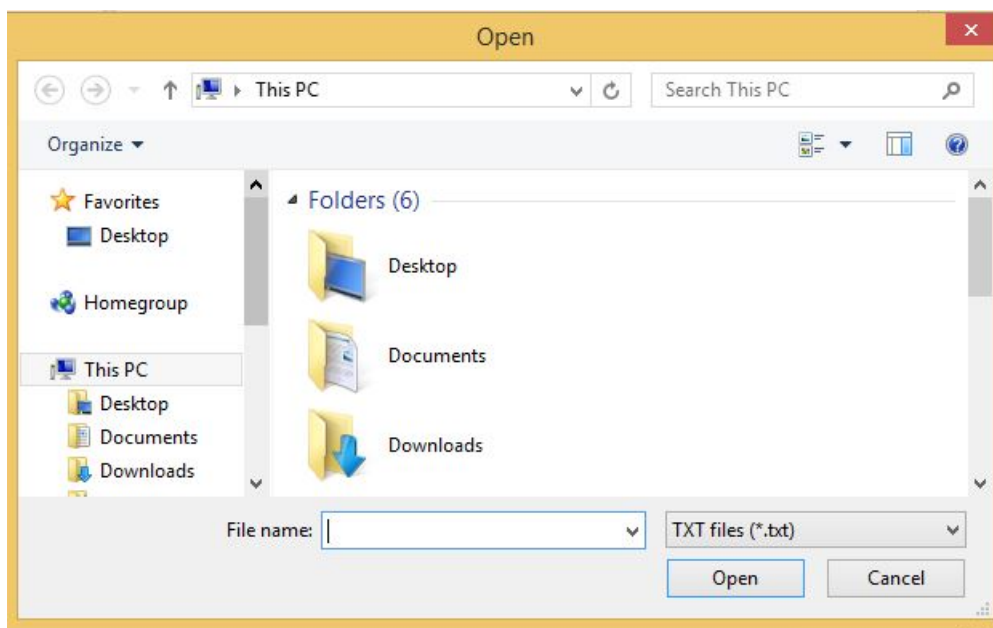 Open
This PC
Search This PC
Organize
Favorites
Desktop
Homegroup
This PC
Desktop
Documents
Downloads
Folders (6)
Desktop
Documents
Downloads
File name:
TXT files (*.txt)
Open
Cancel